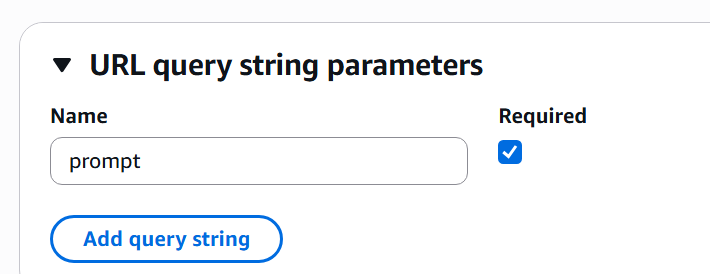 URL query string parameters
Name Required
prompt
Add query string